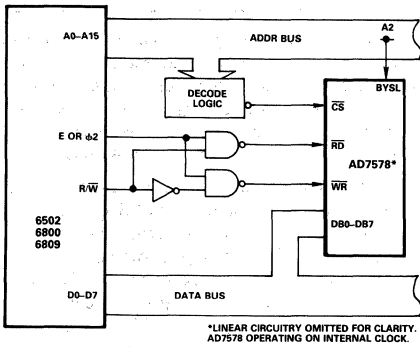 A0–A15
ADDR BUS
A2
BYSL
DECODE
LOGIC
CS
E OR ϕ2
RD
AD7578*
R/W
WR
6502
6800
6809
DB0–DB7
D0–D7
DATA BUS
*LINEAR CIRCUITRY OMITTED FOR CLARITY.
AD7578 OPERATING ON INTERNAL CLOCK.